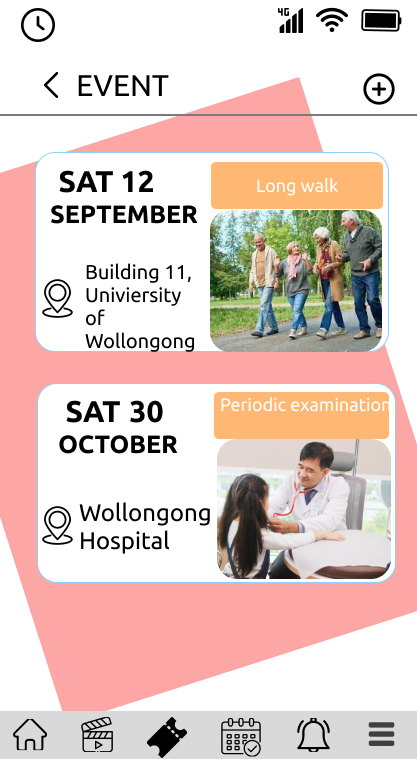 4G
EVENT
SAT 12
SEPTEMBER
Long walk
Building 11,
Univiersity
of
Wollongong
SAT 30
OCTOBER
Periodic examination
Wollongong
Hospital